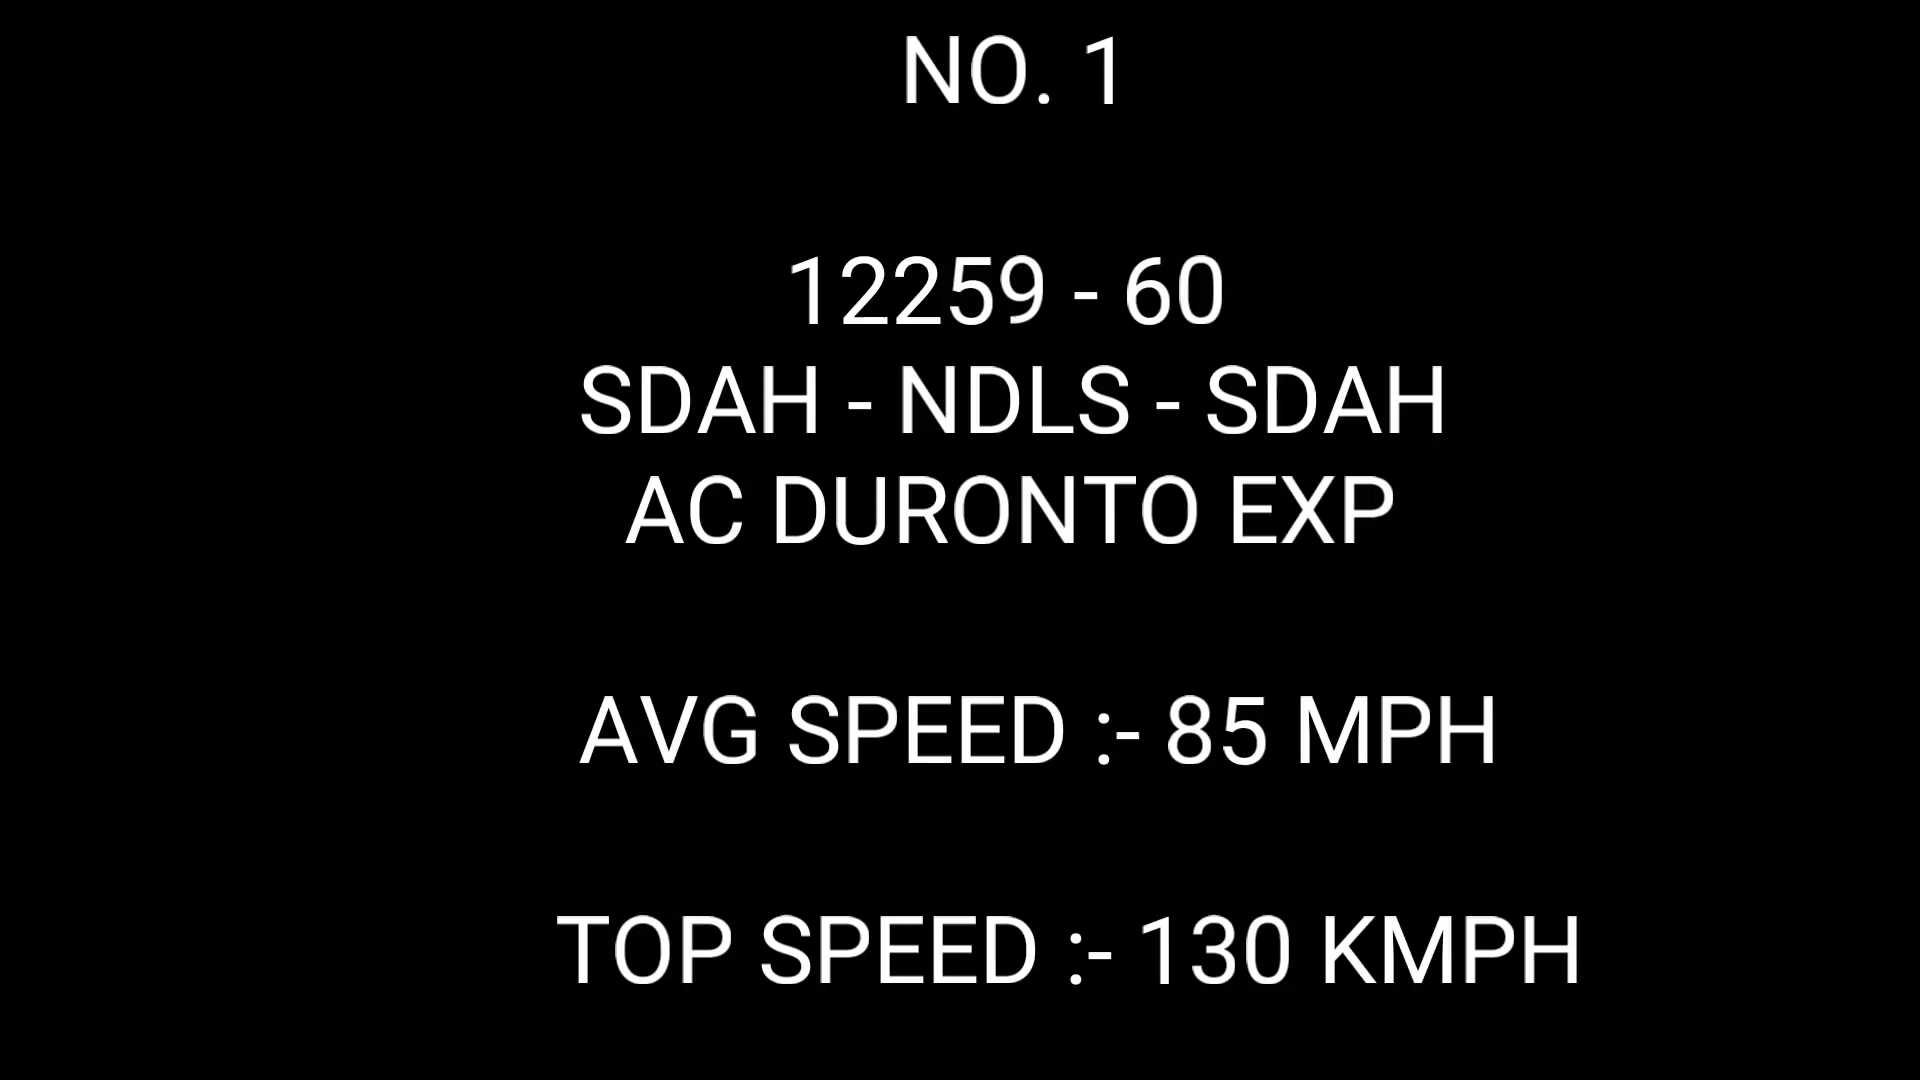 NO. 1
12259 - 60
SDAH - NDLS - SDAH
AC DURONTO EXP
AVG SPEED :- 85 MPH
TOP SPEED :- 130 KMPH